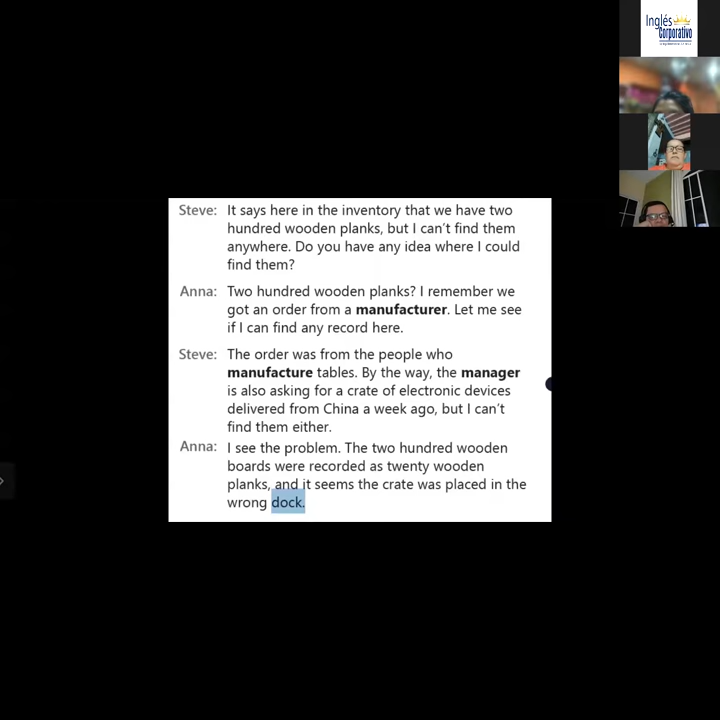 Inglés
Corporativo
Steve: It says here in the inventory that we have two
hundred wooden planks, but I can't find them
anywhere. Do you have any idea where I could
find them?
Anna: Two hundred wooden planks? I remember we
got an order from a manufacturer. Let me see
if I can find any record here.
Steve: The order was from the people who
manufacture tables. By the way, the manager
is also asking for a crate of electronic devices
delivered from China a week ago, but I can't
find them either.
Anna: I see the problem. The two hundred wooden
boards were recorded as twenty wooden
planks, and it seems the crate was placed in the
wrong dock.